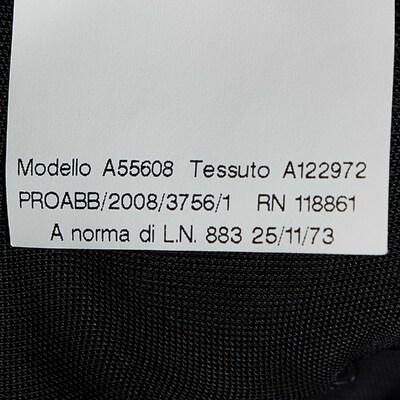 Modello A55608 Tessuto A122972
PROABB/2008/3756/1 RN 118861
A norma di L.N. 883 25/11/73